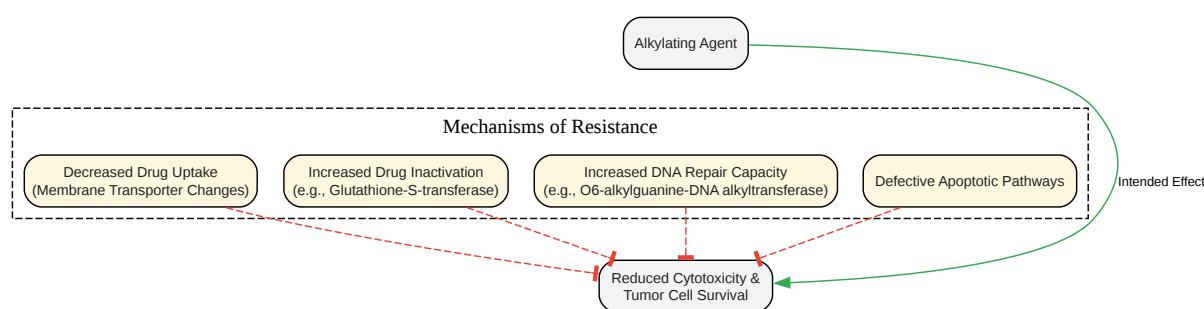 Alkylating Agent
Mechanisms of Resistance
Decreased Drug Uptake
(Membrane Transporter Changes)
Increased Drug Inactivation
(e.g., Glutathione-S-transferase)
Increased DNA Repair Capacity
(e.g., O6-alkylguanine-DNA alkyltransferase)
Defective Apoptotic Pathways
Intended Effect
Reduced Cytotoxicity &
Tumor Cell Survival